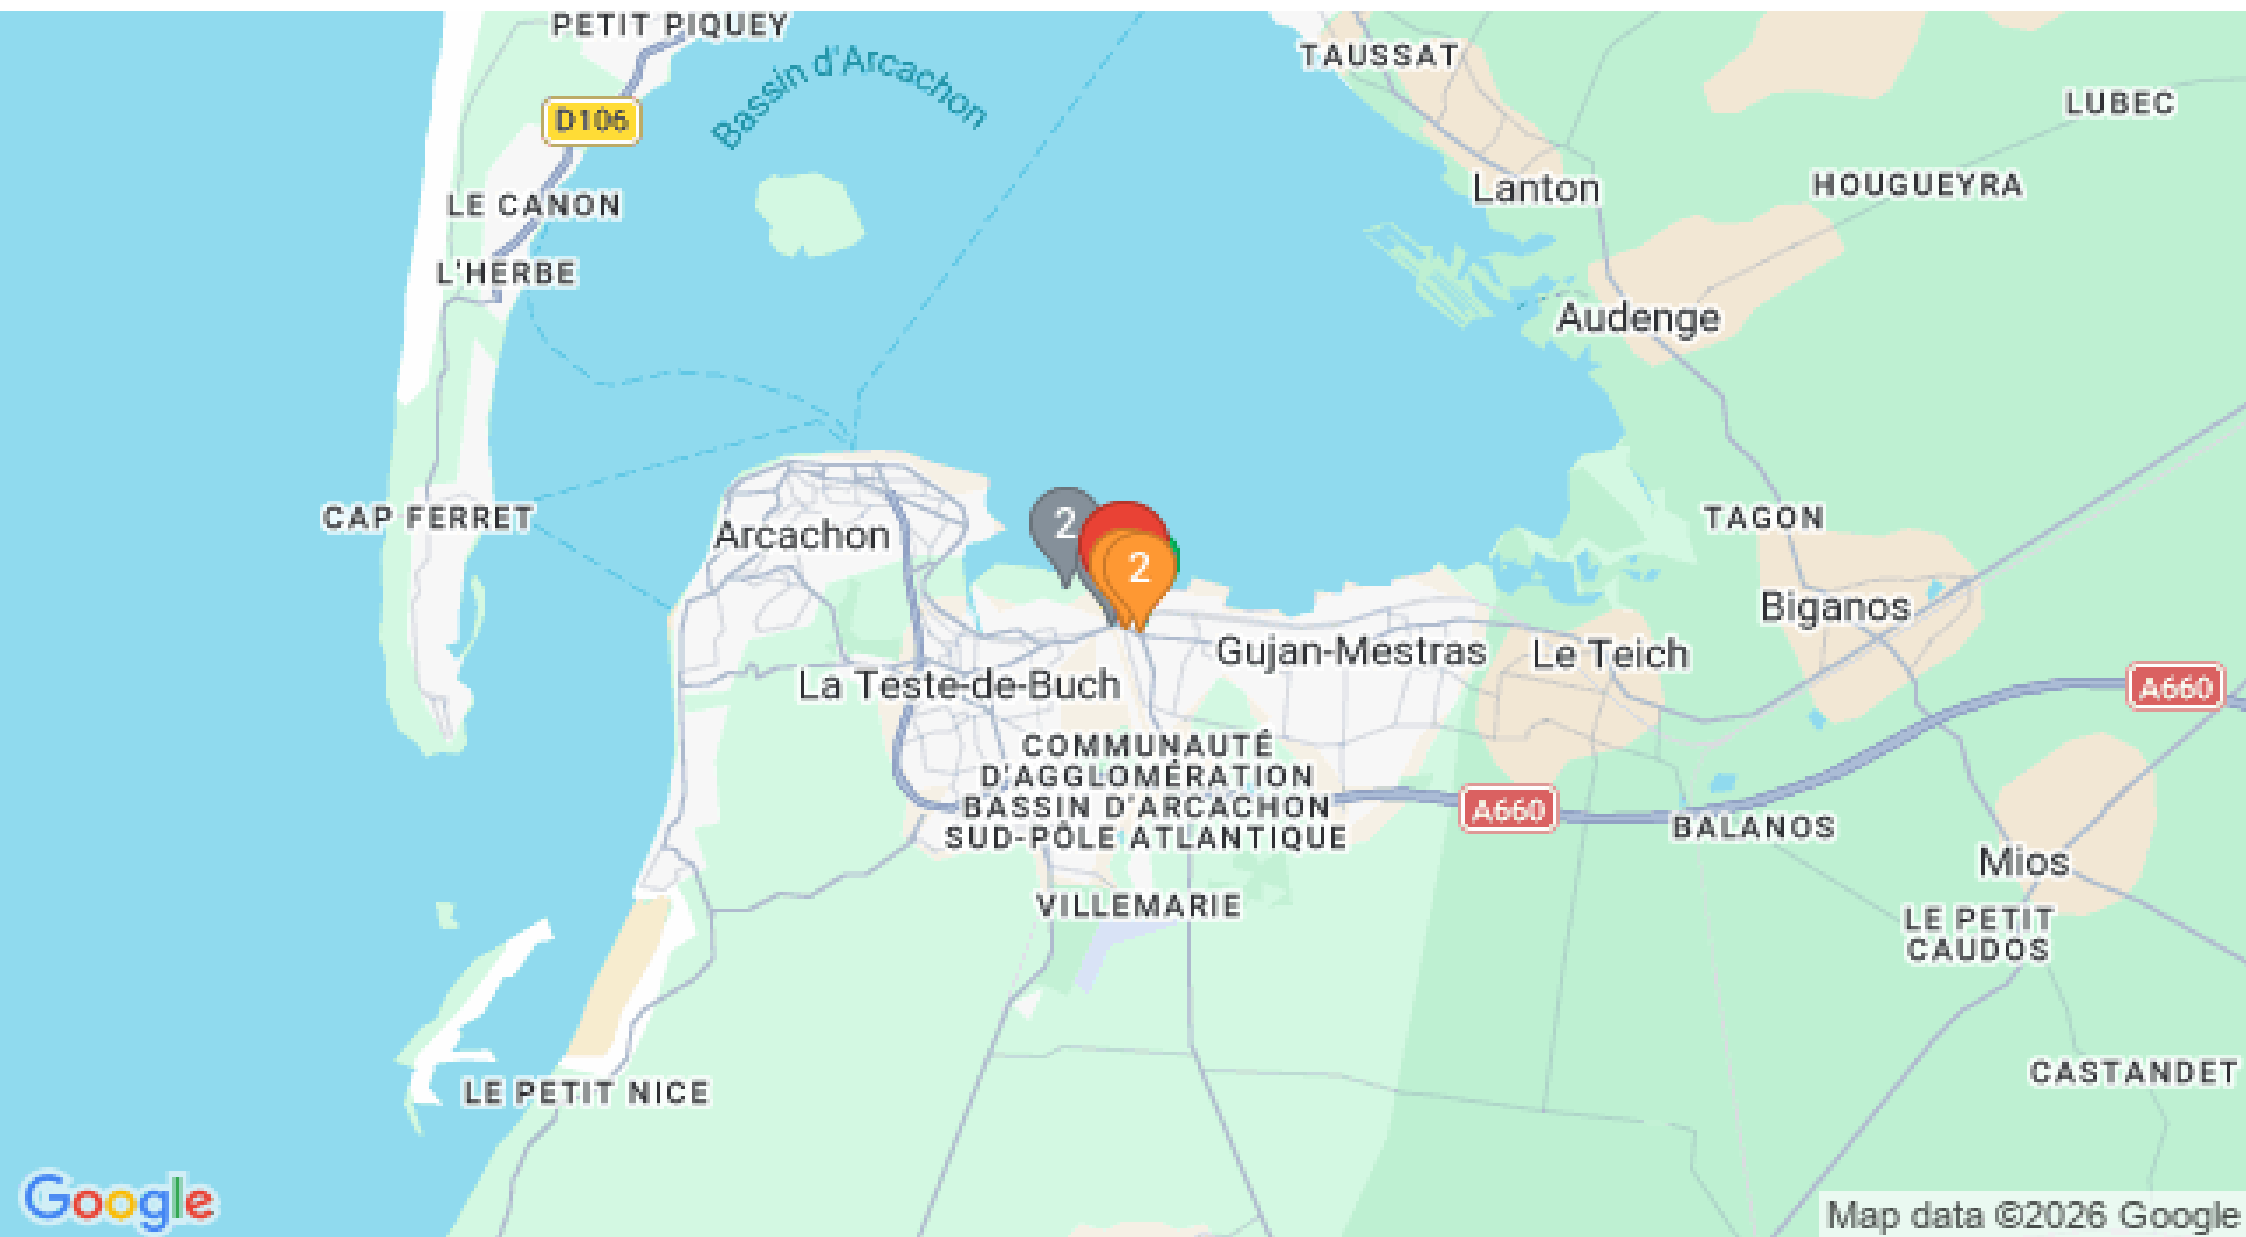 PETIT PIQUEY
TAUSSAT
Bassin d'Arcachon
LUBEC
D106
HOUGUEYRA
Lanton
LE CANON
L'HERBE
Audenge
CAP FERRET
Arcachon
2
2
TAGON
Biganos
Gujan-Mestras
Le Teich
La Teste-de-Buch
A660
COMMUNAUTÉ
D'AGGLOMÉRATION
BASSIN D'ARCACHON
SUD-PÔLE ATLANTIQUE
A660
BALANOS
Mios
VILLEMARIE
LE PETIT
CAUDOS
CASTANDET
LE PETIT NICE
Google
Map data ©2026 Google